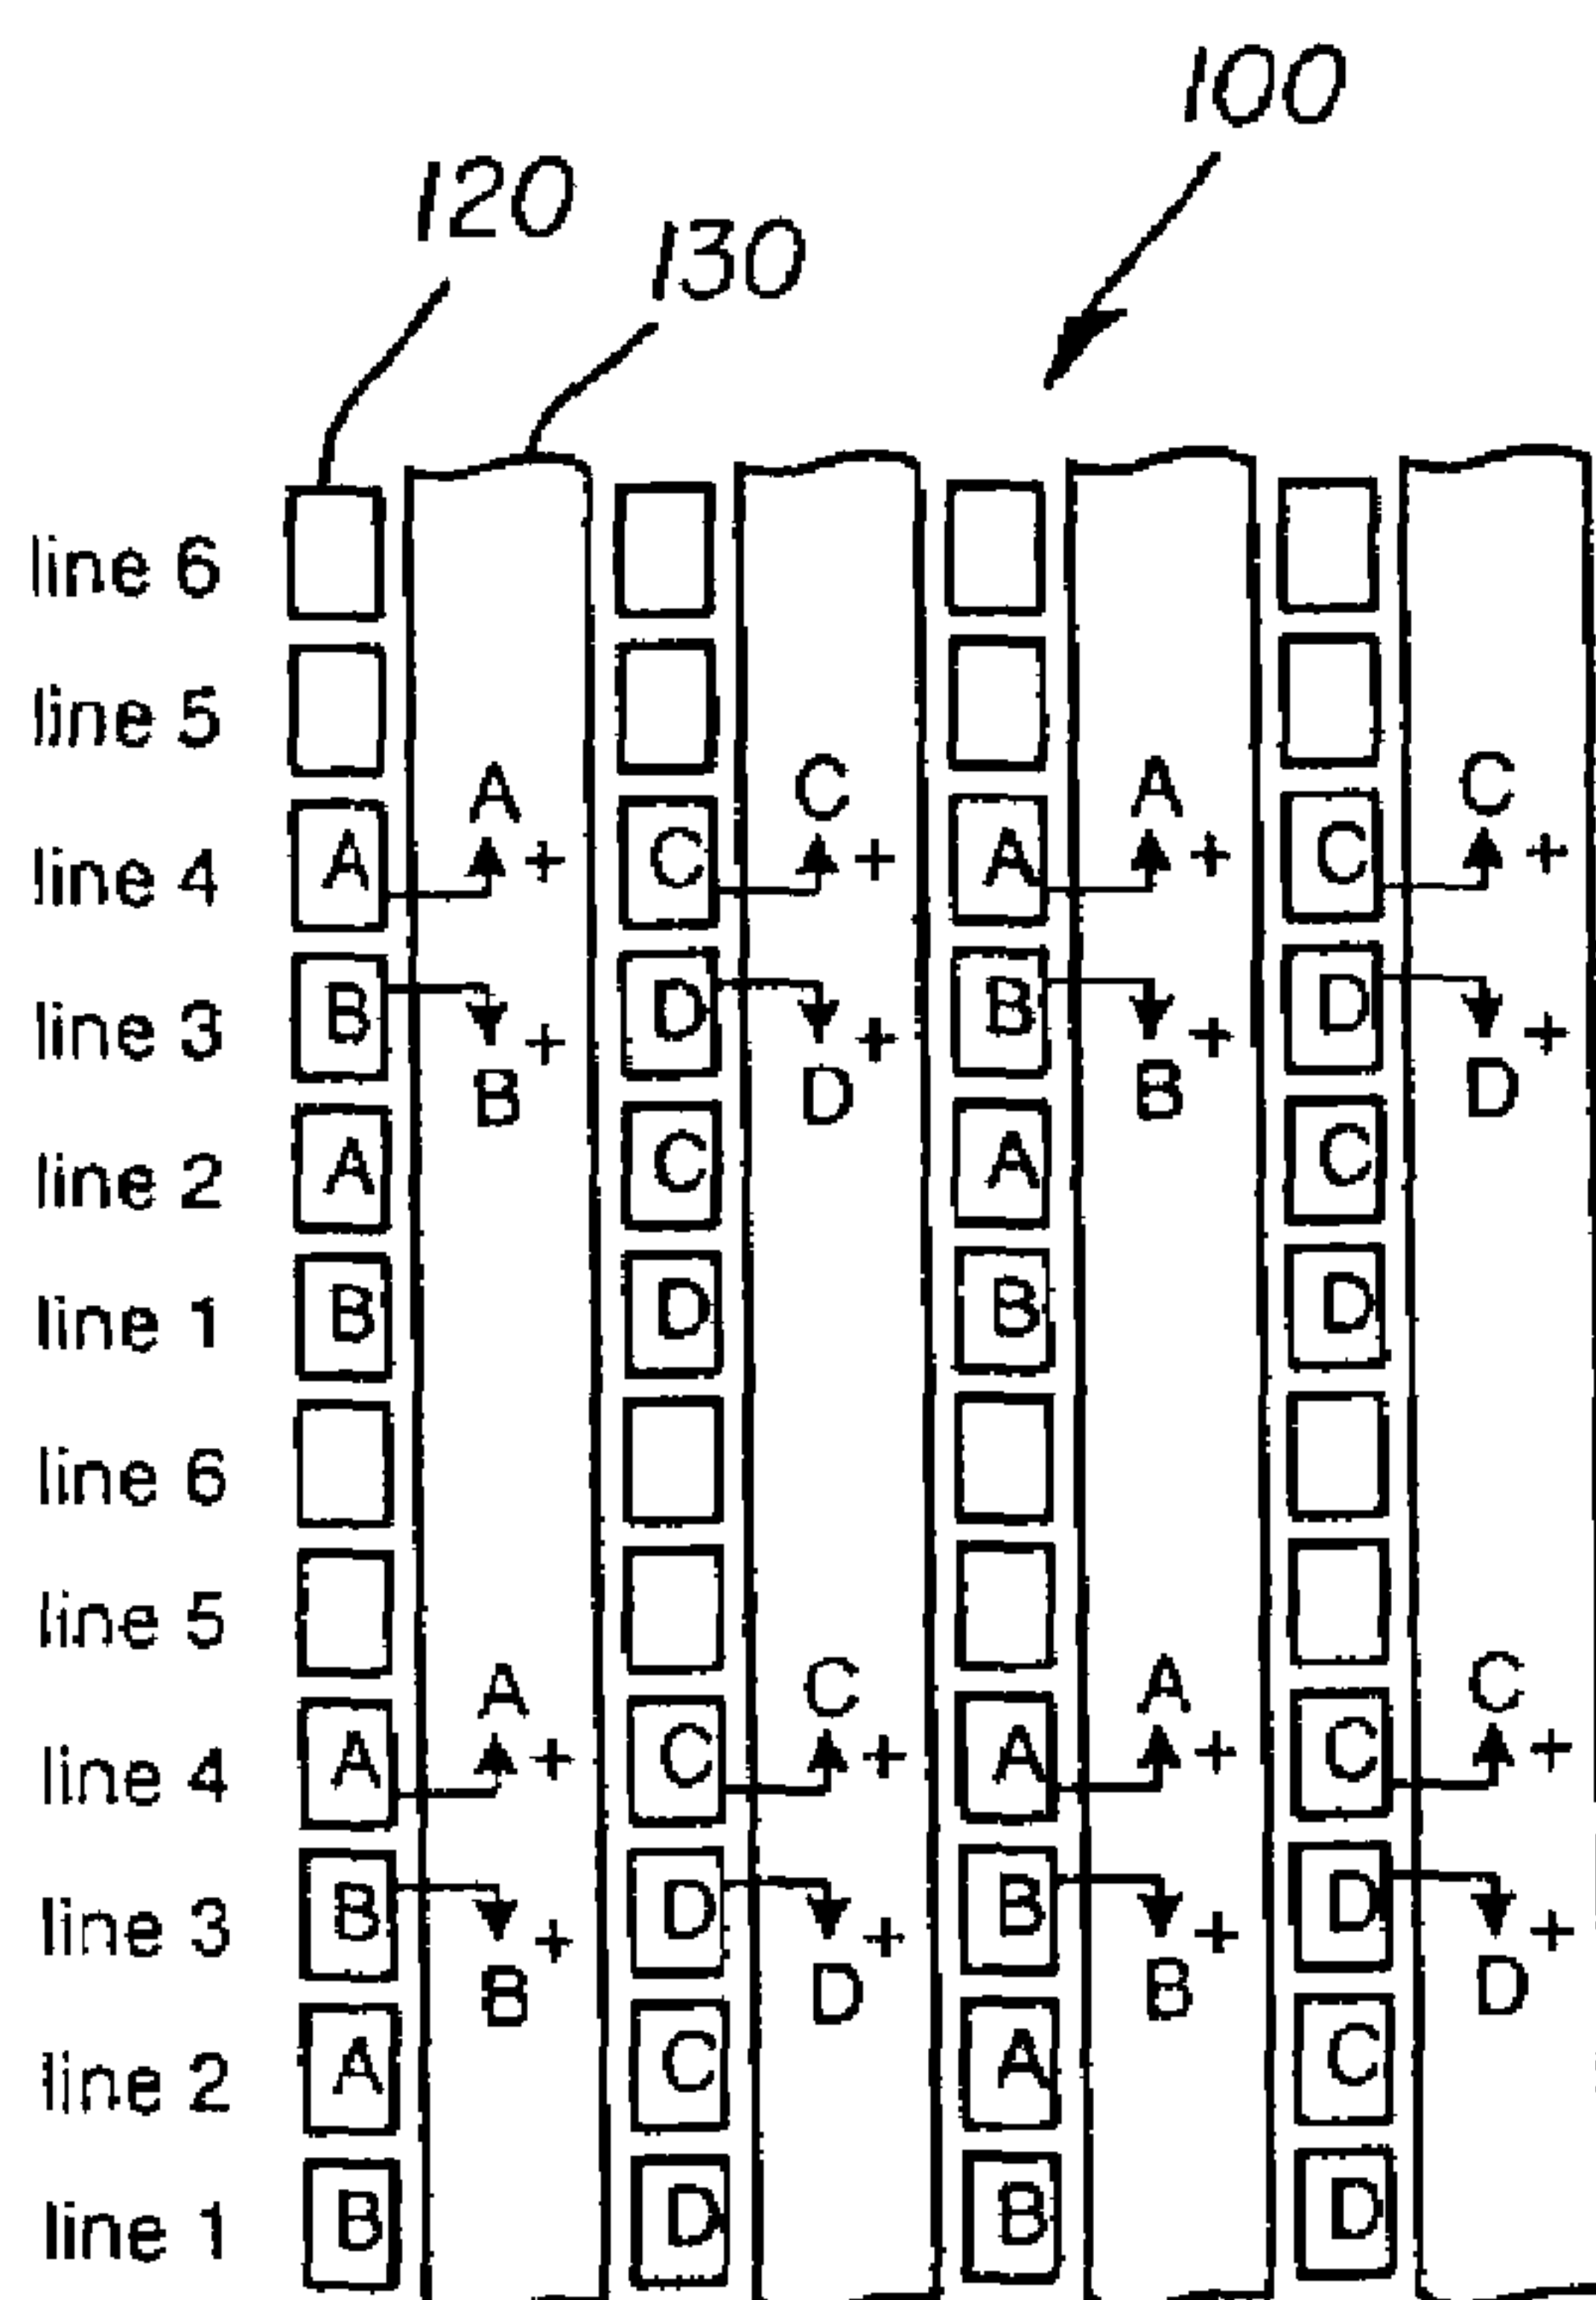 100
120
130
line 6
line 5
A C A C
line 4 A + C + A + C +
line 3 B + D + B + D +
B D B D
line 2 A C A C
line 1 B D B D
line 6
line 5
A C A C
line 4 A + C + A + C +
line 3 B + D + B + D +
B D B D
line 2 A C A C
line 1 B D B D